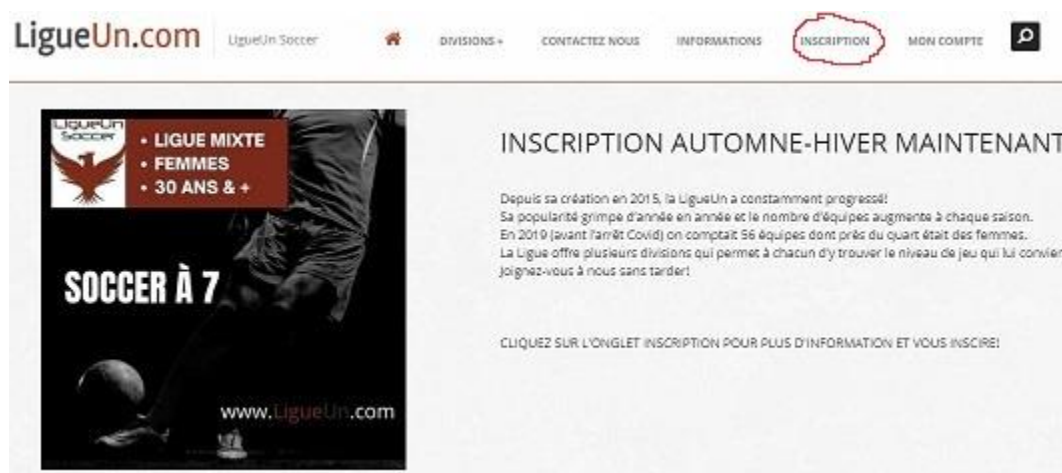 LigueUn.com
LigueUn Soccer
DIVISIONS +
CONTACTEZ NOUS
INFORMATIONS
INSCRIPTION
MON COMPTE
LigueUn
Soccer
• LIGUE MIXTE
• FEMMES
• 30 ANS & +
SOCCER À 7
www.LigueUn.com
INSCRIPTION AUTOMNE-HIVER MAINTENANT
Depuis sa création en 2015, la LigueUn a constamment progressé!
Sa popularité grimpe d'année en année et le nombre d'équipes augmente à chaque saison.
En 2019 (avant l'arrêt Covid) on comptait 56 équipes dont près du quart était des femmes.
La Ligue offre plusieurs divisions qui permet à chacun d'y trouver le niveau de jeu qui lui convien
Joignez-vous à nous sans tarder!
CLIQUEZ SUR L'ONGLET INSCRIPTION POUR PLUS D'INFORMATION ET VOUS INSCIRE!